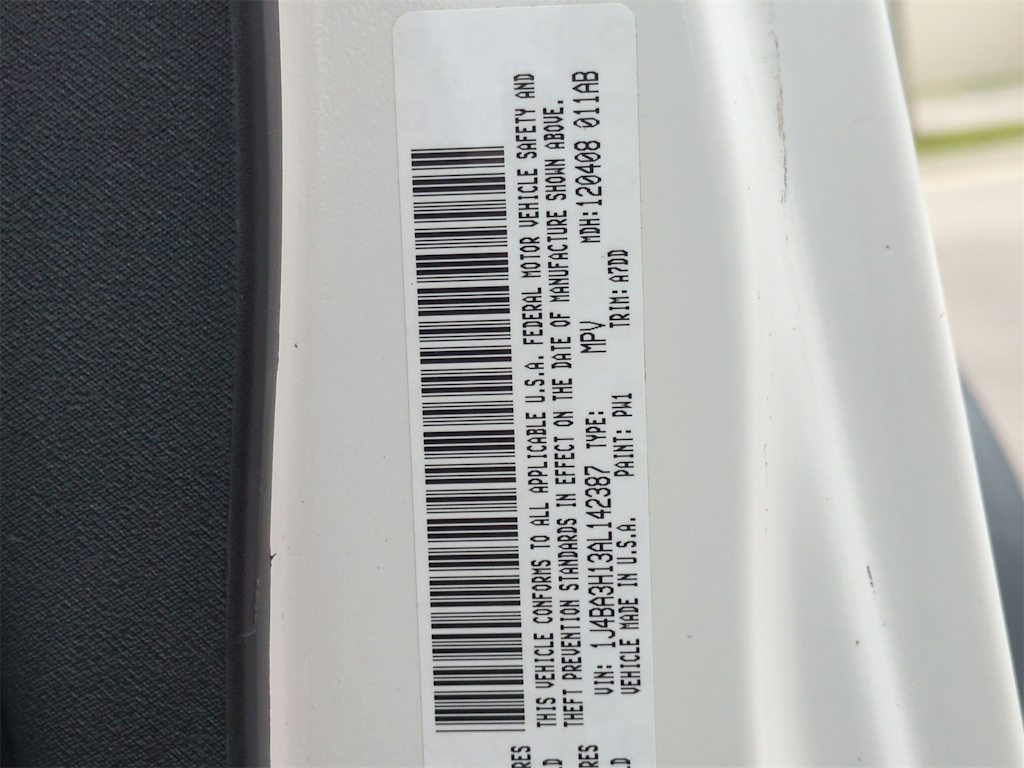 THIS VEHICLE CONFORMS TO ALL APPLICABLE U.S.A. FEDERAL MOTOR VEHICLE SAFETY AND
THEFT PREVENTION STANDARDS IN EFFECT ON THE DATE OF MANUFACTURE SHOWN ABOVE.
VIN: 1J4BA3H13AL142387 TYPE: MPV MDH:120408 011AB
VEHICLE MADE IN U.S.A. PAINT: PW1 TRIM: A7DD